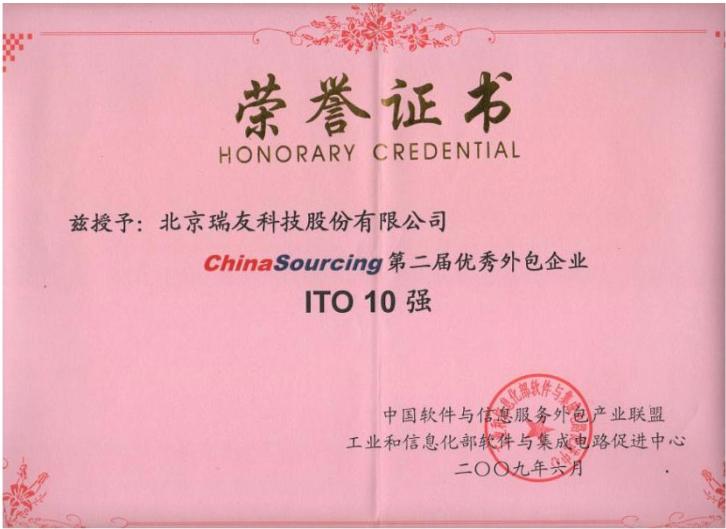 荣誉证书
HONORARY CREDENTIAL
兹授予：北京瑞友科技股份有限公司
ChinaSourcing 第二届优秀外包企业
ITO 10 强
中国软件与信息服务外包产业联盟
工业和信息化部软件与集成电路促进中心
二〇〇九年六月